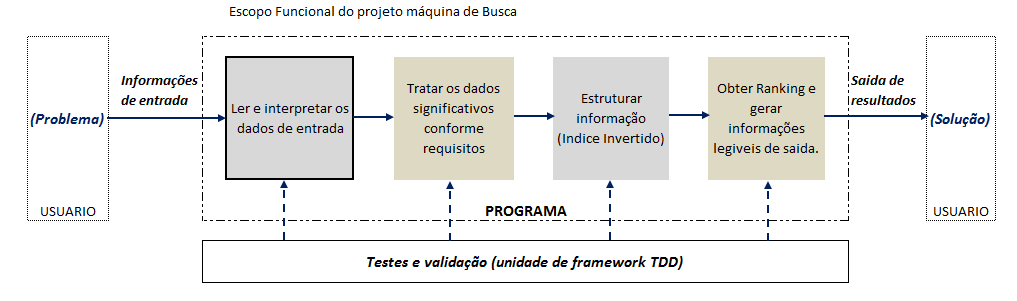 Escopo Funcional do projeto máquina de Busca
Informações
de entrada
(Problema)
USUARIO
Ler e interpretar os
dados de entrada
Tratar os dados
significativos
conforme
requisitos
Estruturar
informação
(Indice Invertido)
Obter Ranking e
gerar
informações
legiveis de saida.
PROGRAMA
Saida de
resultados
(Solução)
USUARIO
Testes e validação (unidade de framework TDD)